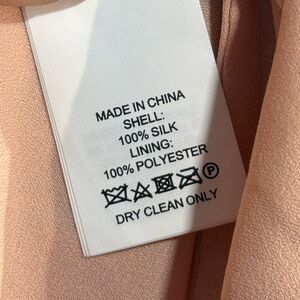 MADE IN CHINA
SHELL:
100% SILK
LINING:
100% POLYESTER
P
DRY CLEAN ONLY